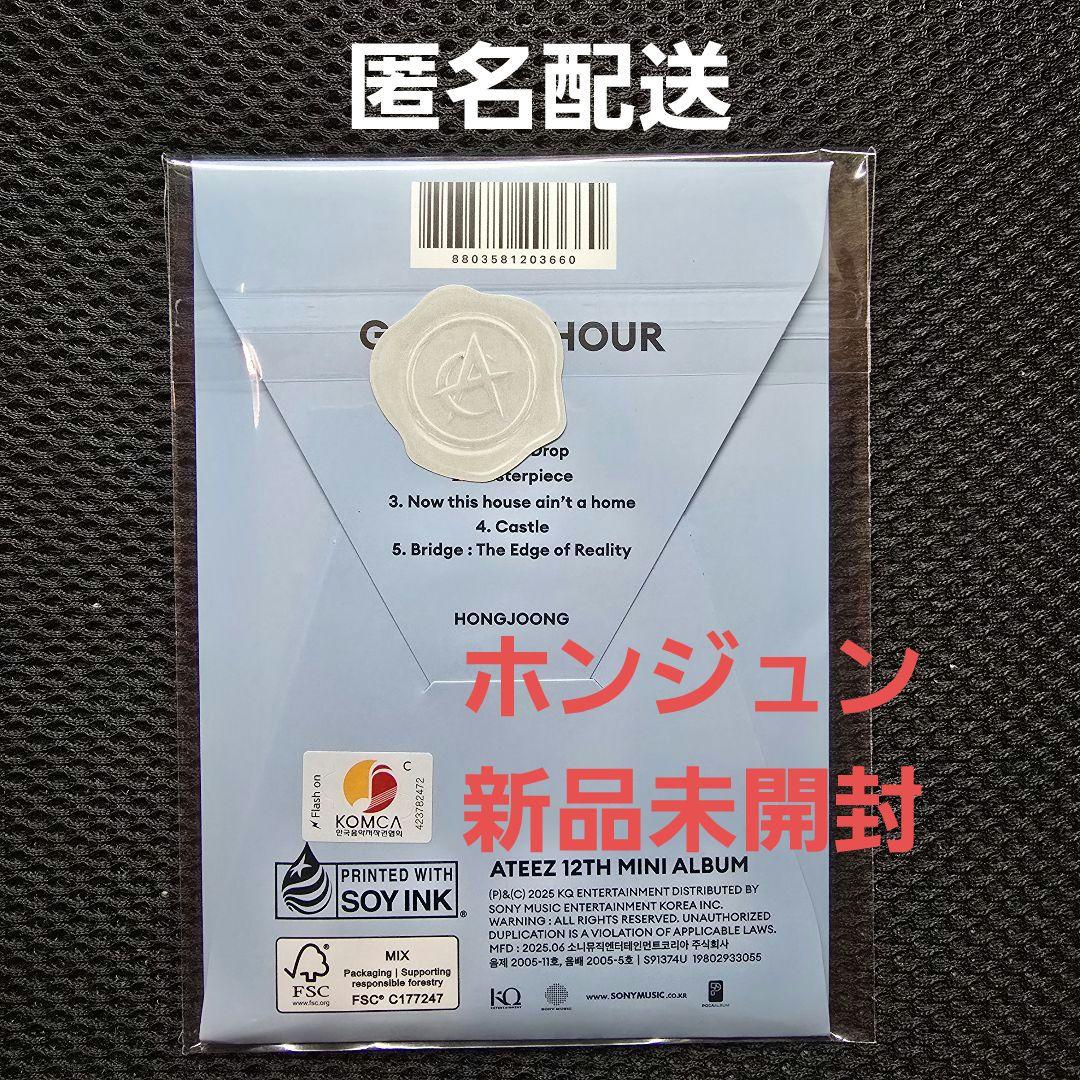 匿名配送
8803581203660
G HOUR
Drop
3. Now this house ain't a home
4. Castle
5. Bridge : The Edge of Reality
HONGJOONG
ホンジュン
新品未開封
Flash on
C
KOMCA
한국음악저작권협회
423782472
PRINTED WITH
SOY INK
FSC
www.fsc.org
MIX
Packaging | Supporting
responsible forestry
FSC® C177247
ATEEZ 12TH MINI ALBUM
(P)&(C) 2025 KQ ENTERTAINMENT DISTRIBUTED BY
SONY MUSIC ENTERTAINMENT KOREA INC.
WARNING : ALL RIGHTS RESERVED. UNAUTHORIZED
DUPLICATION IS A VIOLATION OF APPLICABLE LAWS.
MFD : 2025.06 소니뮤직엔터테인먼트코리아 주식회사
음제 2005-11호, 음배 2005-5호 | S91374U 19802933055
KQ
ENTERTAINMENT
SONY MUSIC
www.SONYMUSIC.co.KR
POCAALBUM